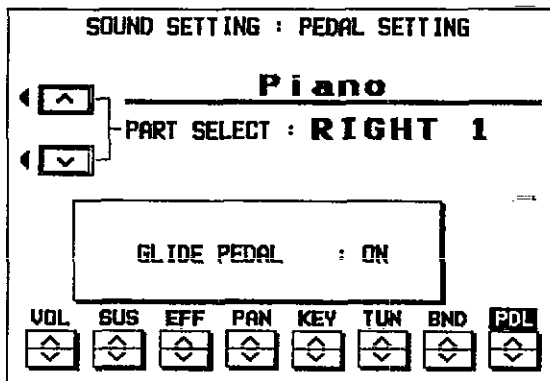 SOUND SETTING : PEDAL SETTING
Piano
PART SELECT : RIGHT 1
GLIDE PEDAL : ON
VOL SUS EFF PAN KEY TUN BND PDL